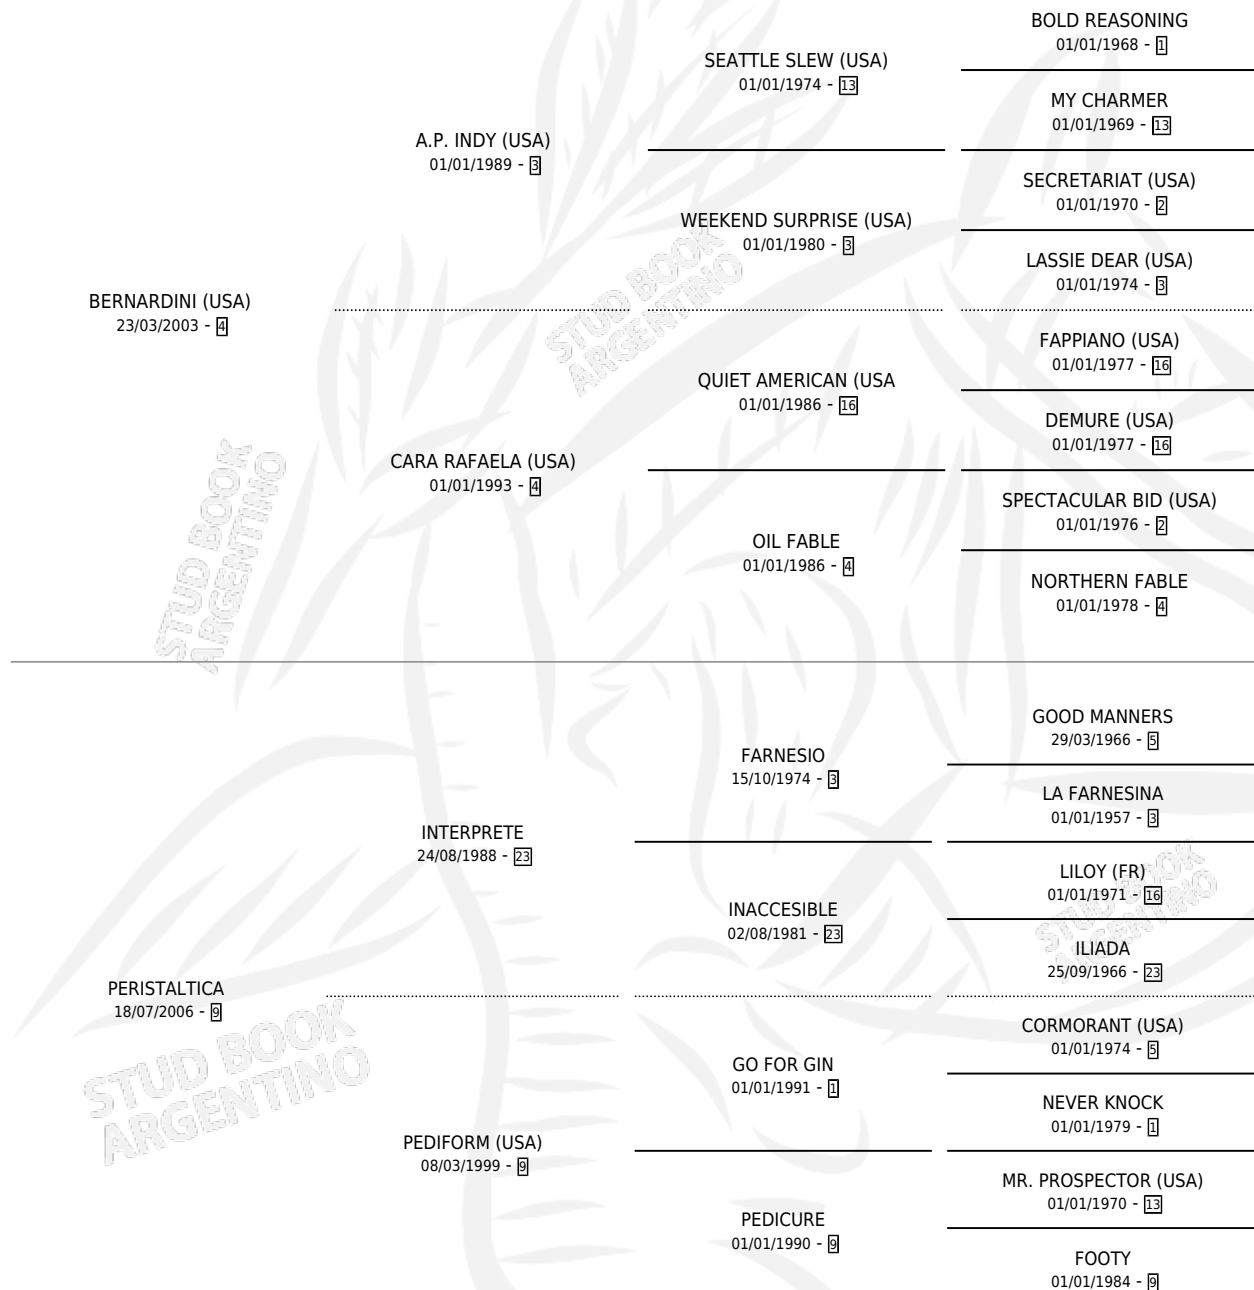 BERNARDINI (USA)
23/03/2003 - 4
A.P. INDY (USA)
01/01/1989 - 3
CARA RAFAELA (USA)
01/01/1993 - 4
SEATTLE SLEW (USA)
01/01/1974 - 13
WEEKEND SURPRISE (USA)
01/01/1980 - 3
QUIET AMERICAN (USA
01/01/1986 - 16
OIL FABLE
01/01/1986 - 4
BOLD REASONING
01/01/1968 - 1
MY CHARMER
01/01/1969 - 13
SECRETARIAT (USA)
01/01/1970 - 2
LASSIE DEAR (USA)
01/01/1974 - 3
FAPPIANO (USA)
01/01/1977 - 16
DEMURE (USA)
01/01/1977 - 16
SPECTACULAR BID (USA)
01/01/1976 - 2
NORTHERN FABLE
01/01/1978 - 4
PERISTALTICA
18/07/2006 - 9
INTERPRETE
24/08/1988 - 23
PEDIFORM (USA)
08/03/1999 - 9
FARNESIO
15/10/1974 - 3
INACCESIBLE
02/08/1981 - 23
GO FOR GIN
01/01/1991 - 1
PEDICURE
01/01/1990 - 9
GOOD MANNERS
29/03/1966 - 5
LA FARNESINA
01/01/1957 - 3
LILOY (FR)
01/01/1971 - 16
ILIADA
25/09/1966 - 23
CORMORANT (USA)
01/01/1974 - 5
NEVER KNOCK
01/01/1979 - 1
MR. PROSPECTOR (USA)
01/01/1970 - 13
FOOTY
01/01/1984 - 9
STUD BOOK
ARGENTINO
STUD BOOK
ARGENTINO
STUD BOOK
ARGENTINO
STUD BOOK
ARGENTINO